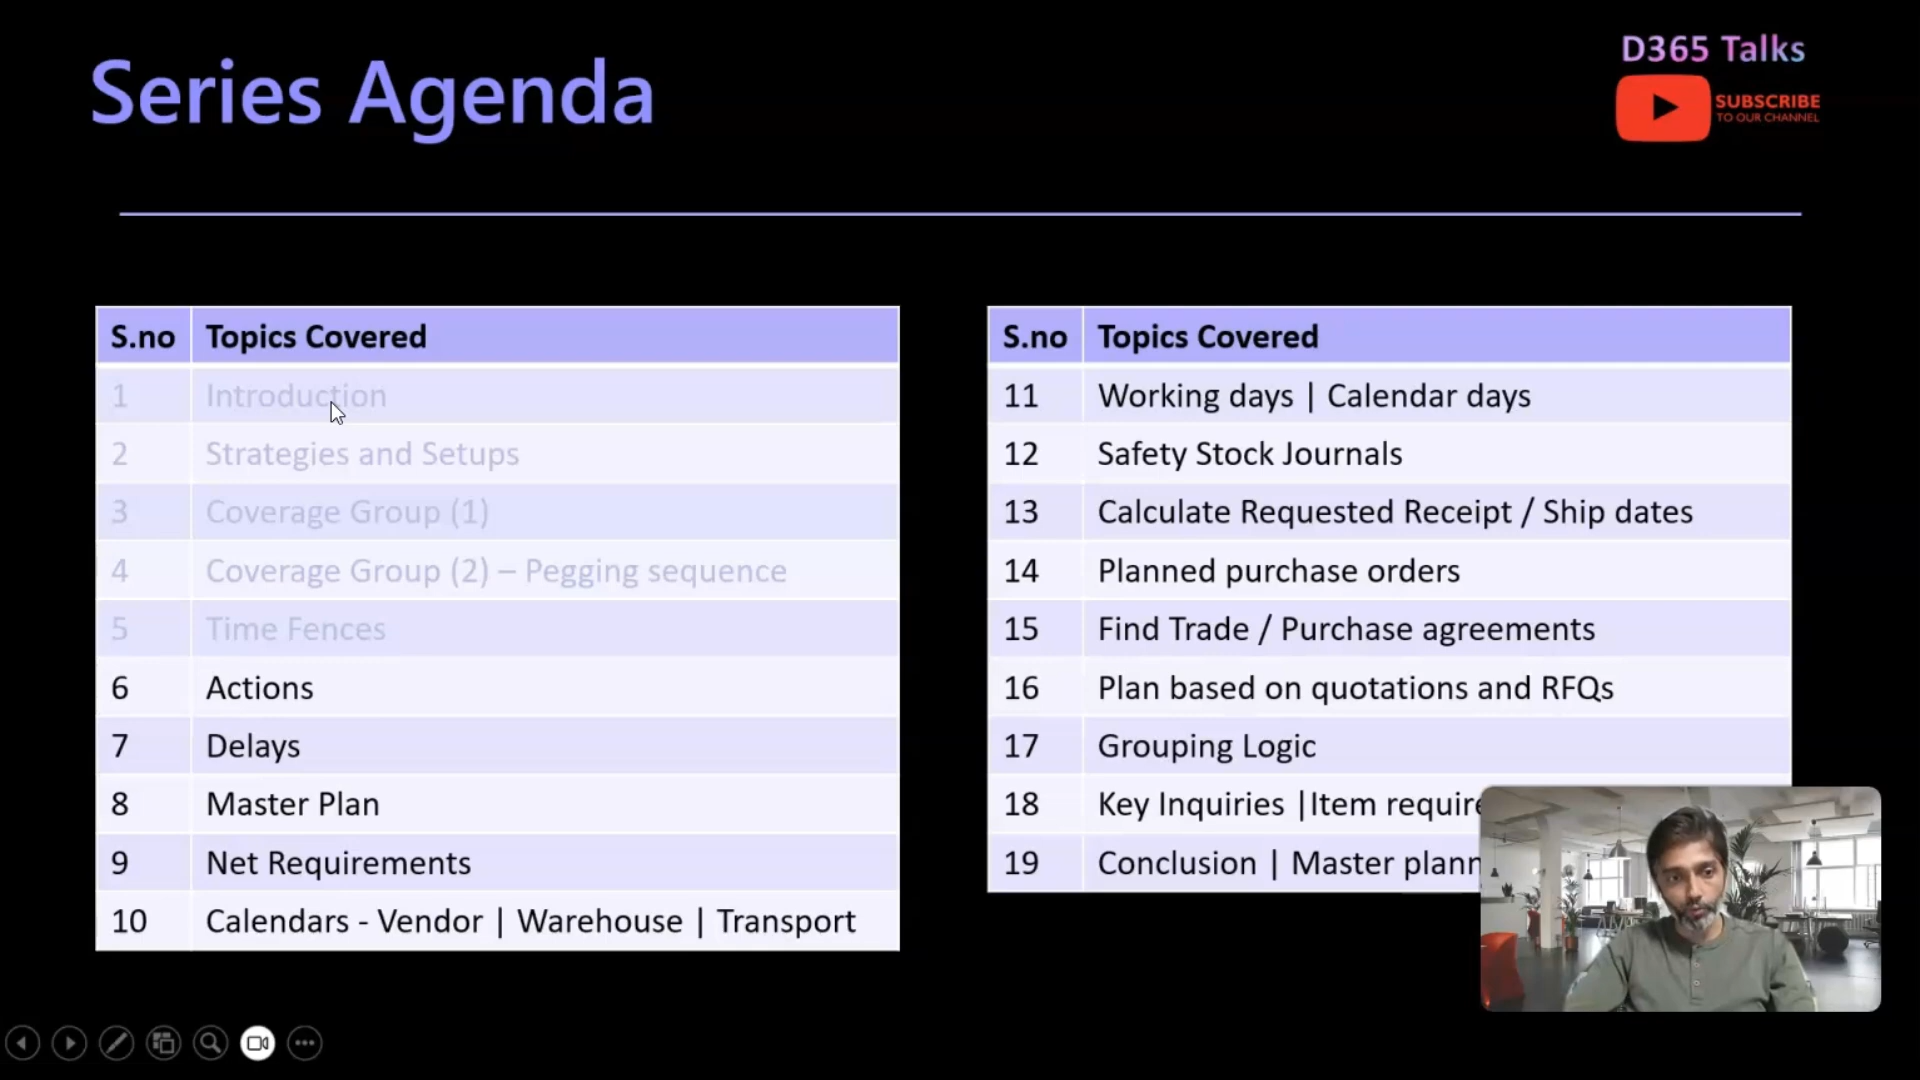 Series Agenda
D365 Talks
SUBSCRIBE
TO OUR CHANNEL
S.no Topics Covered
1 Introduction
2 Strategies and Setups
3 Coverage Group (1)
4 Coverage Group (2) – Pegging sequence
5 Time Fences
6 Actions
7 Delays
8 Master Plan
9 Net Requirements
10 Calendars - Vendor | Warehouse | Transport
S.no Topics Covered
11 Working days | Calendar days
12 Safety Stock Journals
13 Calculate Requested Receipt / Ship dates
14 Planned purchase orders
15 Find Trade / Purchase agreements
16 Plan based on quotations and RFQs
17 Grouping Logic
18 Key Inquiries |Item
19 Conclusion | Master